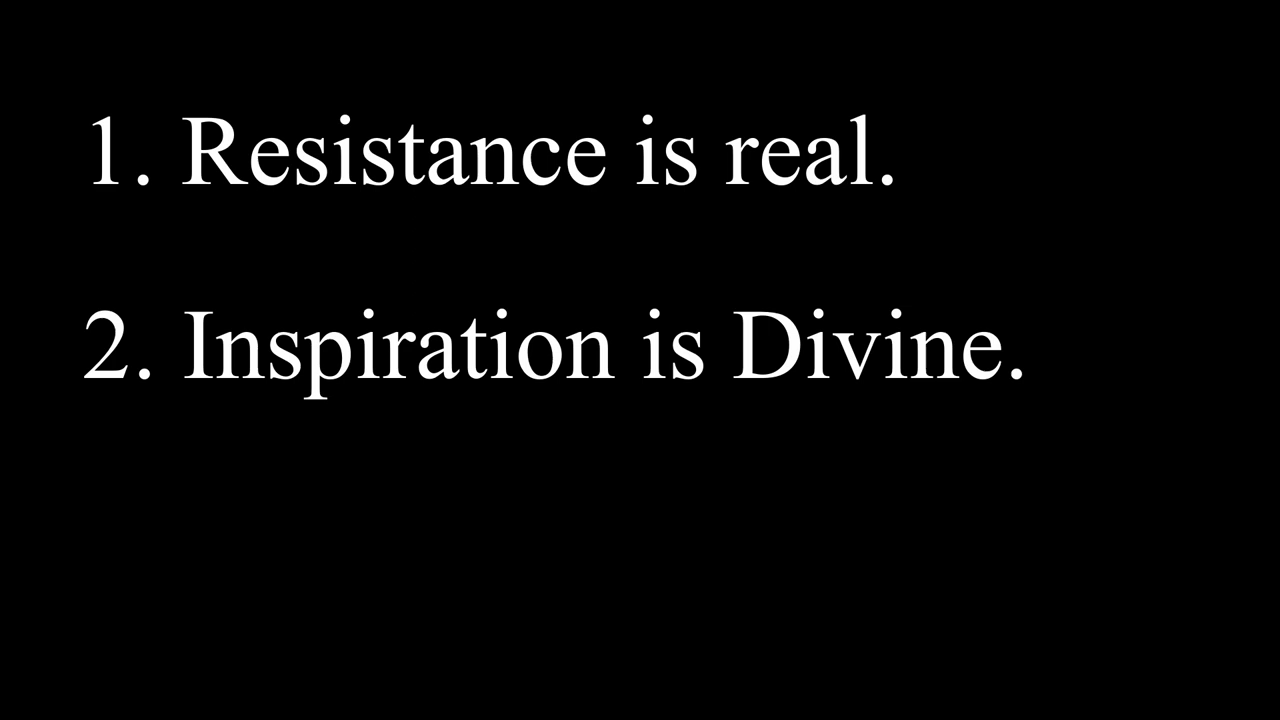 1. Resistance is real.
2. Inspiration is Divine.